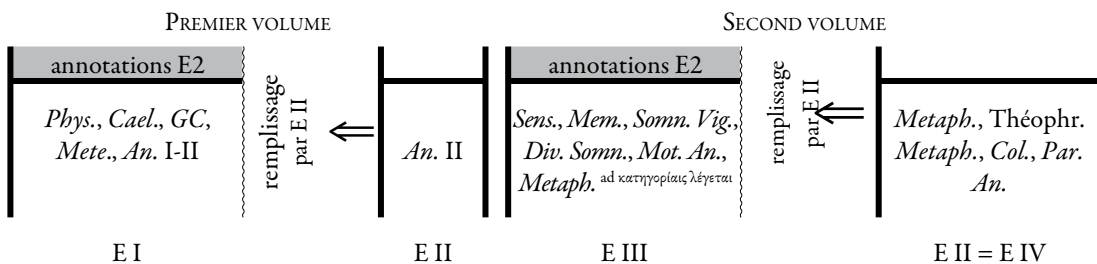 PREMIER VOLUME
SECOND VOLUME
annotations E2
Phys., Cael., GC,
Mete., An. I-II
remplissage
par E II
An. II
annotations E2
Sens., Mem., Somn. Vig.,
Div. Somn., Mot. An.,
Metaph. ad κατηγορίαις λέγεται
remplissage
par E II
Metaph., Théophr.
Metaph., Col., Par.
An.
E I
E II
E III
E II = E IV